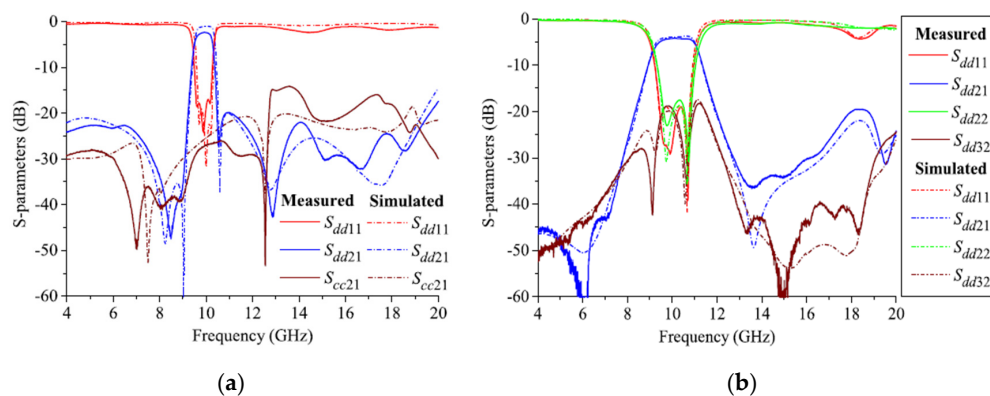 0
-10
-20
-30
-40
-50
-60
S-parameters (dB)
4 6 8 10 12 14 16 18 20
Frequency (GHz)
Measured Simulated
Sdd11 Sdd11
Sdd21 Sdd21
Scc21 Scc21
(a)
0
-10
-20
-30
-40
-50
-60
S-parameters (dB)
4 6 8 10 12 14 16 18 20
Frequency (GHz)
Measured
Sdd11
Sdd21
Sdd22
Sdd32
Simulated
Sdd11
Sdd21
Sdd22
Sdd32
(b)